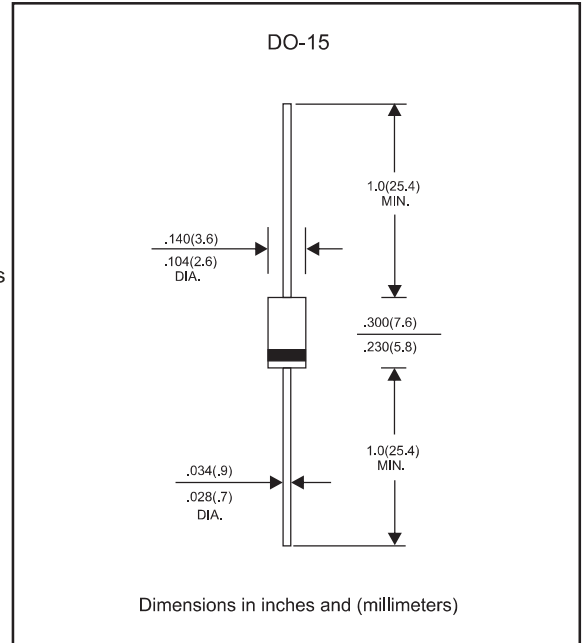 DO-15
1.0(25.4)
MIN.
.140(3.6)
.104(2.6)
DIA.
s
.300(7.6)
.230(5.8)
1.0(25.4)
MIN.
.034(.9)
.028(.7)
DIA.
Dimensions in inches and (millimeters)